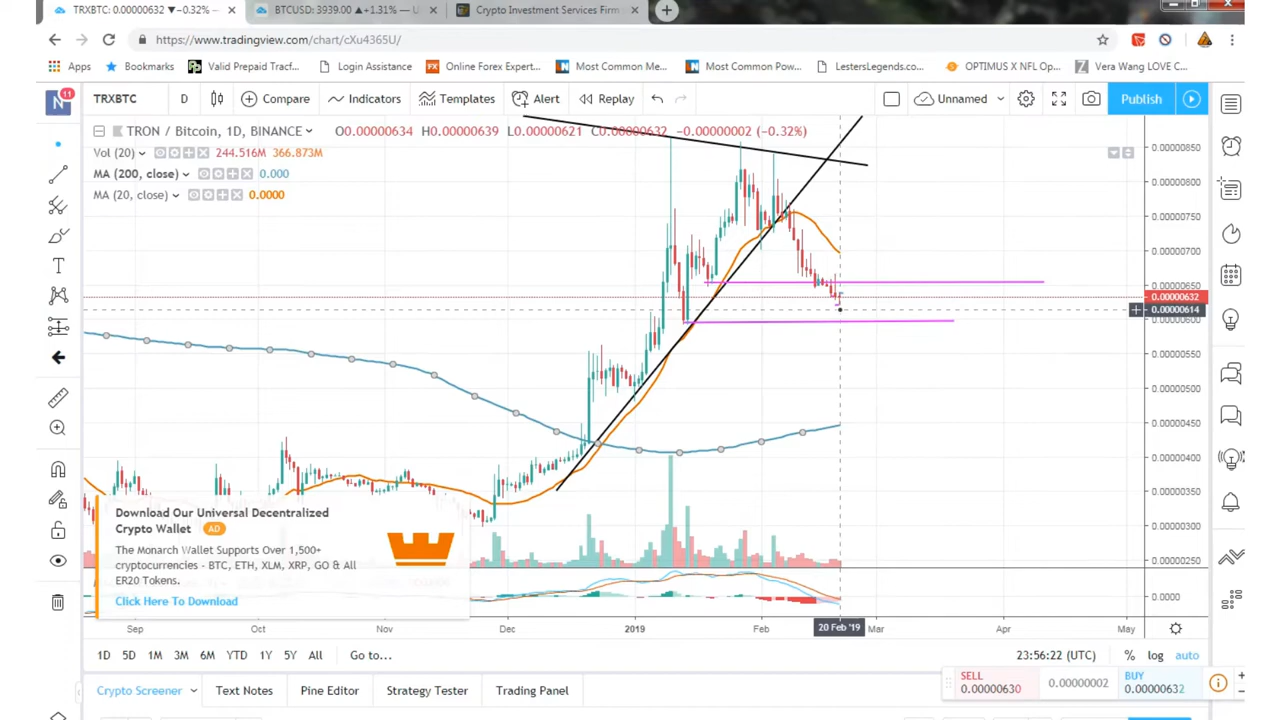 TRXBTC: 0.00000632 ▼−0.32% ×
BTCUSD: 3939.00 ▲+1.31% ×
Crypto Investment Services Firm ×
https://www.tradingview.com/chart/cXu4365U/
Apps Bookmarks Valid Prepaid Tracf... Login Assistance FX Online Forex Expert... N Most Common Me... N Most Common Pow... LestersLegends.co... OPTIMUS X NFL Op... Z Vera Wang LOVE C...
N 11 TRXBTC D Compare Indicators Templates Alert Replay Unnamed Publish
TRON / Bitcoin, 1D, BINANCE O0.00000634 H0.00000639 L0.00000621 C0.00000632 −0.00000002 (−0.32%)
Vol (20) 244.516M 366.873M
MA (200, close) 0.000
MA (20, close) 0.0000
0.00000850
0.00000800
0.00000750
0.00000700
0.00000650
0.00000632
0.00000614
0.00000600
0.00000550
0.00000500
0.00000450
0.00000400
0.00000350
0.00000300
0.00000250
0.0000
Download Our Universal Decentralized
Crypto Wallet AD
The Monarch Wallet Supports Over 1,500+
cryptocurrencies - BTC, ETH, XLM, XRP, GO & All
ER20 Tokens.
Click Here To Download
Sep Oct Nov Dec 2019 Feb 20 Feb '19 Mar Apr May
1D 5D 1M 3M 6M YTD 1Y 5Y All Go to... 23:56:22 (UTC) % log auto
Crypto Screener Text Notes Pine Editor Strategy Tester Trading Panel
SELL
0.00000630
0.00000002
BUY
0.00000632